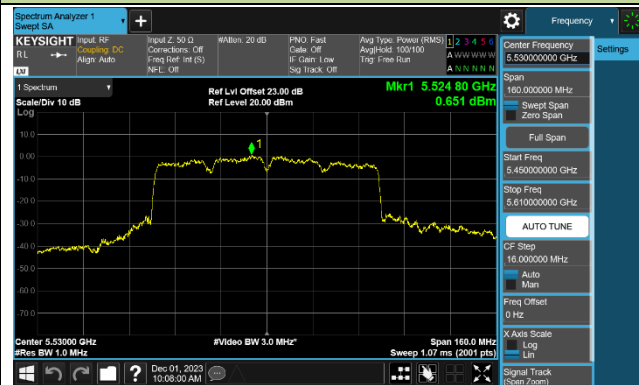 Spectrum Analyzer 1
Swept SA
Frequency
KEYSIGHT
Input: RF
Input Z: 50 Ω
#Atten: 20 dB
PNO: Fast
Avg Type: Power (RMS)
1 2 3 4 5 6
RL
Coupling: DC
Corrections: Off
Gate: Off
Avg|Hold: 100/100
A W W W W W
Align: Auto
Freq Ref: Int (S)
IF Gain: Low
Trig: Free Run
LXI
NFE: Off
Sig Track: Off
A N N N N N
1 Spectrum
Ref Lvl Offset 23.00 dB
Mkr1 5.524 80 GHz
Scale/Div 10 dB
Ref Level 20.00 dBm
0.651 dBm
Log
10.0
0.00
-10.0
-20.0
-30.0
-40.0
-50.0
-60.0
-70.0
1
Center 5.53000 GHz
#Video BW 3.0 MHz*
Span 160.0 MHz
#Res BW 1.0 MHz
Sweep 1.07 ms (2001 pts)
Dec 01, 2023
10:08:00 AM
Center Frequency
5.530000000 GHz
Settings
Span
160.000000 MHz
Swept Span
Zero Span
Full Span
Start Freq
5.450000000 GHz
Stop Freq
5.610000000 GHz
AUTO TUNE
CF Step
16.000000 MHz
Auto
Man
Freq Offset
0 Hz
X Axis Scale
Log
Lin
Signal Track
(Span Zoom)